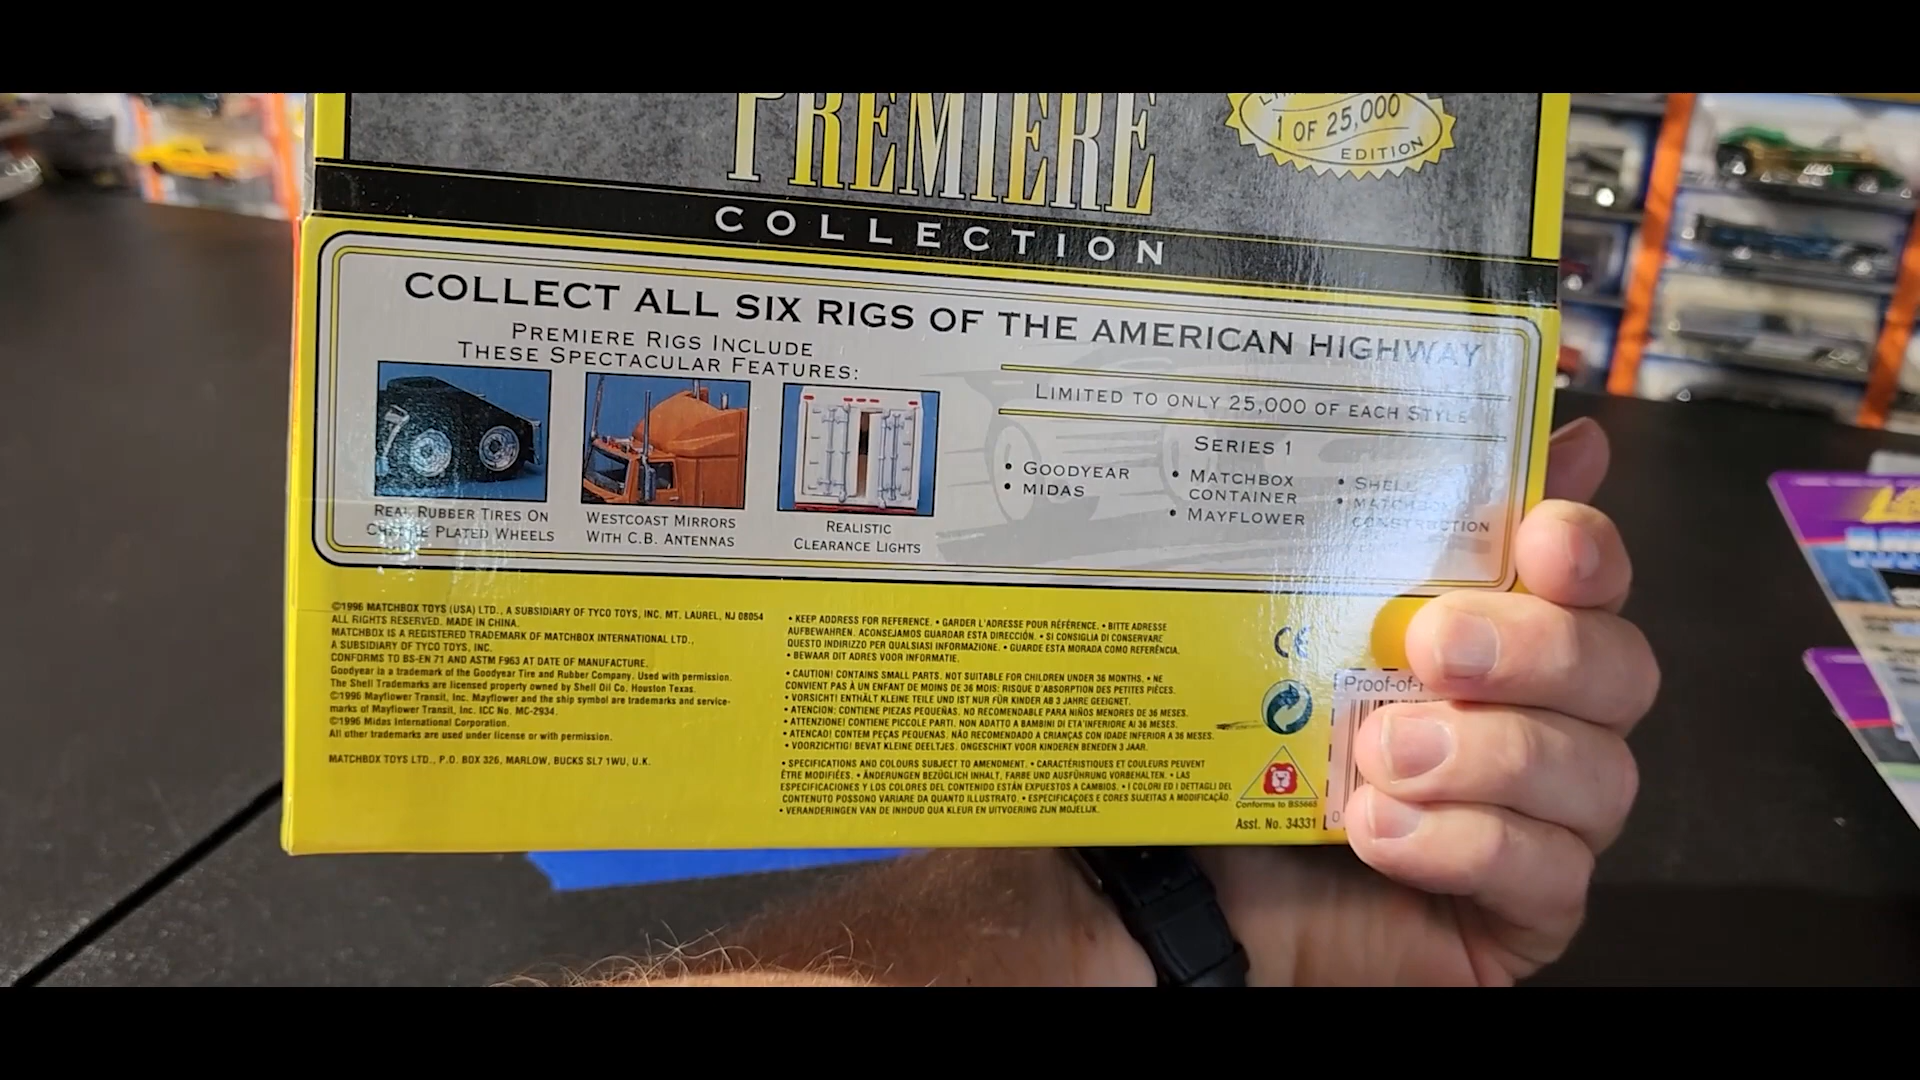 PREMIERE
1 OF 25,000
EDITION
COLLECTION
COLLECT ALL SIX RIGS OF THE AMERICAN HIGHWAY
PREMIERE RIGS INCLUDE
THESE SPECTACULAR FEATURES:
7
REAL RUBBER TIRES ON
CHROME PLATED WHEELS
WESTCOAST MIRRORS
WITH C.B. ANTENNAS
REALISTIC
CLEARANCE LIGHTS
LIMITED TO ONLY 25,000 OF EACH STYLE
SERIES 1
• GOODYEAR
• MIDAS
• MATCHBOX
CONTAINER
• MAYFLOWER
• SHELL
• MATCHBOX
CONSTRUCTION
©1996 MATCHBOX TOYS (USA) LTD., A SUBSIDIARY OF TYCO TOYS, INC. MT. LAUREL, NJ 08054
ALL RIGHTS RESERVED. MADE IN CHINA.
MATCHBOX IS A REGISTERED TRADEMARK OF MATCHBOX INTERNATIONAL LTD.,
A SUBSIDIARY OF TYCO TOYS, INC.
CONFORMS TO BS-EN 71 AND ASTM F963 AT DATE OF MANUFACTURE.
Goodyear is a trademark of the Goodyear Tire and Rubber Company. Used with permission.
The Shell Trademarks are licensed property owned by Shell Oil Co. Houston Texas.
©1996 Mayflower Transit, Inc. Mayflower and the ship symbol are trademarks and service-
marks of Mayflower Transit, Inc. ICC No. MC-2934.
©1996 Midas International Corporation.
All other trademarks are used under license or with permission.
MATCHBOX TOYS LTD., P.O. BOX 326, MARLOW, BUCKS SL7 1WU, U.K.
• KEEP ADDRESS FOR REFERENCE. • GARDER L'ADRESSE POUR RÉFÉRENCE. • BITTE ADRESSE
AUFBEWAHREN. ACONSEJAMOS GUARDAR ESTA DIRECCIÓN. • SI CONSIGLIA DI CONSERVARE
QUESTO INDIRIZZO PER QUALSIASI INFORMAZIONE. • GUARDE ESTA MORADA COMO REFERÊNCIA.
• BEWAAR DIT ADRES VOOR INFORMATIE.
• CAUTION! CONTAINS SMALL PARTS. NOT SUITABLE FOR CHILDREN UNDER 36 MONTHS. • NE
CONVIENT PAS À UN ENFANT DE MOINS DE 36 MOIS: RISQUE D'ABSORPTION DES PETITES PIÈCES.
• VORSICHT! ENTHÄLT KLEINE TEILE UND IST NUR FÜR KINDER AB 3 JAHRE GEEIGNET.
• ATENCION: CONTIENE PIEZAS PEQUEÑAS. NO RECOMENDABLE PARA NIÑOS MENORES DE 36 MESES.
• ATTENZIONE! CONTIENE PICCOLE PARTI. NON ADATTO A BAMBINI DI ETA'INFERIORE AI 36 MESES.
• ATENCAO! CONTEM PEÇAS PEQUENAS. NÃO RECOMENDADO A CRIANÇAS CON IDADE INFERIOR A 36 MESES.
• VOORZICHTIG! BEVAT KLEINE DEELTJES. ONGESCHIKT VOOR KINDEREN BENEDEN 3 JAAR.
• SPECIFICATIONS AND COLOURS SUBJECT TO AMENDMENT. • CARACTÉRISTIQUES ET COULEURS PEUVENT
ÊTRE MODIFIÉES. • ÄNDERUNGEN BEZÜGLICH INHALT, FARBE UND AUSFÜHRUNG VORBEHALTEN. • LAS
ESPECIFICACIONES Y LOS COLORES DEL CONTENIDO ESTÁN EXPUESTOS A CAMBIOS. • I COLORI ED I DETTAGLI DEL
CONTENUTO POSSONO VARIARE DA QUANTO ILLUSTRATO. • ESPECIFICAÇOES E CORES SUJEITAS A MODIFICAÇÃO.
• VERANDERINGEN VAN DE INHOUD QUA KLEUR EN UITVOERING ZIJN MOJELIJK.
CE
Proof-of-
Conforms to BS5665
Asst. No. 34331
0